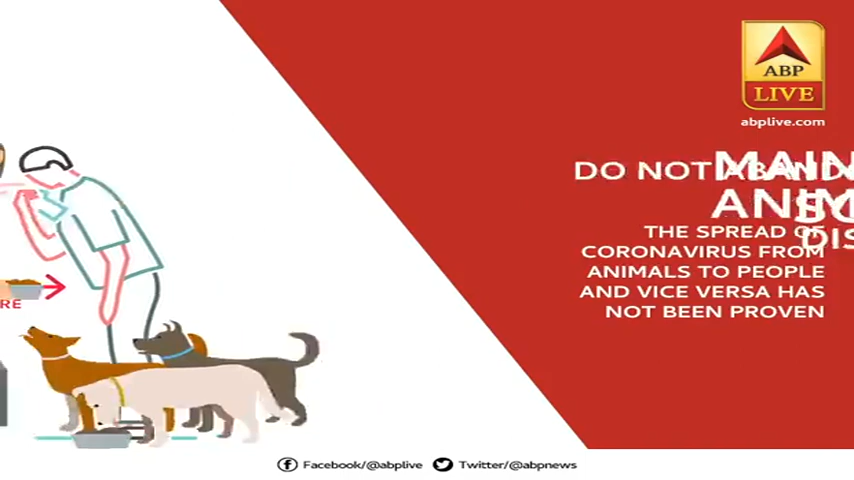 ABP
LIVE
abplive.com
DO NOT
THE SPREAD OF
CORONAVIRUS FROM
ANIMALS TO PEOPLE
AND VICE VERSA HAS
NOT BEEN PROVEN
RE
Facebook/@abplive Twitter/@abpnews